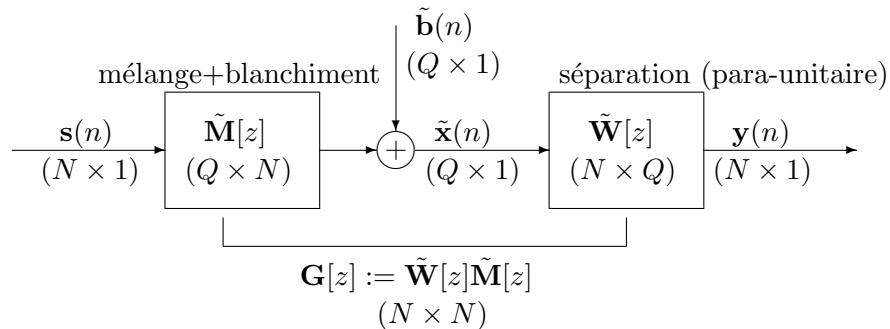 b̃(n)
(Q × 1)
mélange+blanchiment
séparation (para-unitaire)
s(n)
(N × 1)
M̃[z]
(Q × N)
+
x̃(n)
(Q × 1)
W̃[z]
(N × Q)
y(n)
(N × 1)
G[z] := W̃[z]M̃[z]
(N × N)